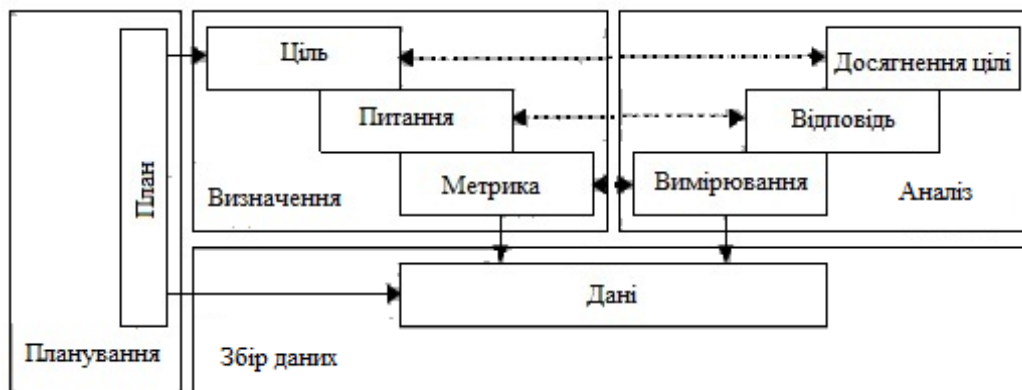 Ціль
Досягнення цілі
Питання
Відповідь
Метрика
Вимірювання
Визначення
Аналіз
План
Дані
Планування
Збір даних